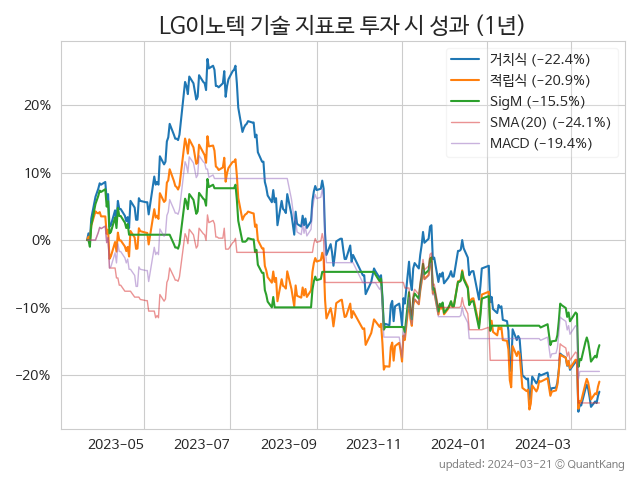 LG이노텍 기술 지표로 투자 시 성과 (1년)
거치식 (−22.4%)
적립식 (−20.9%)
SigM (−15.5%)
SMA(20) (−24.1%)
MACD (−19.4%)
20%
10%
0%
−10%
−20%
2023-05 2023-07 2023-09 2023-11 2024-01 2024-03
updated: 2024-03-21 © QuantKang